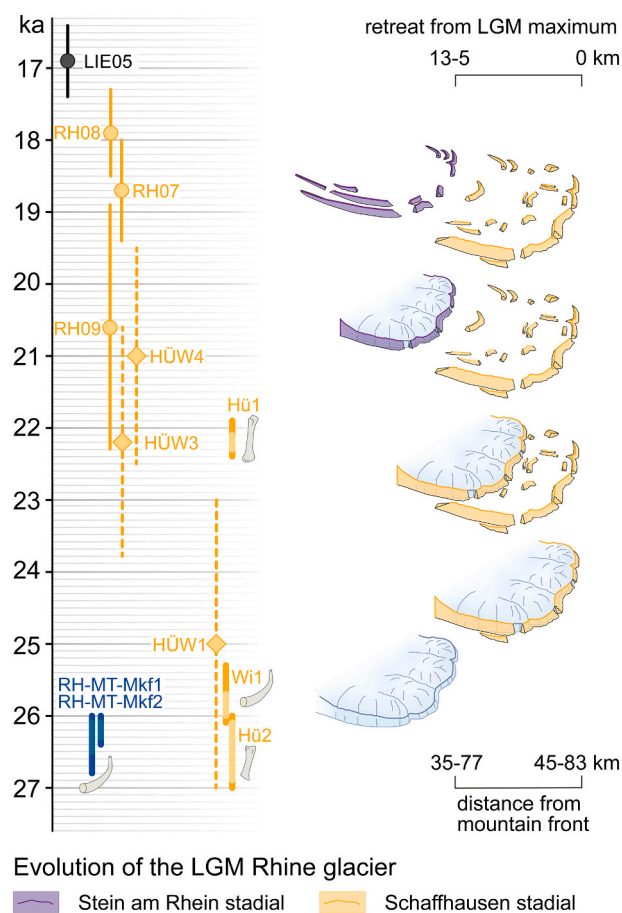 ka
retreat from LGM maximum
13-5
0 km
17
LIE05
18
RH08
RH07
19
20
RH09
21
HÜW4
Hü1
22
HÜW3
23
24
25
HÜW1
Wi1
RH-MT-Mkf1
RH-MT-Mkf2
26
Hü2
27
35-77
45-83 km
distance from
mountain front
Evolution of the LGM Rhine glacier
Stein am Rhein stadial
Schaffhausen stadial